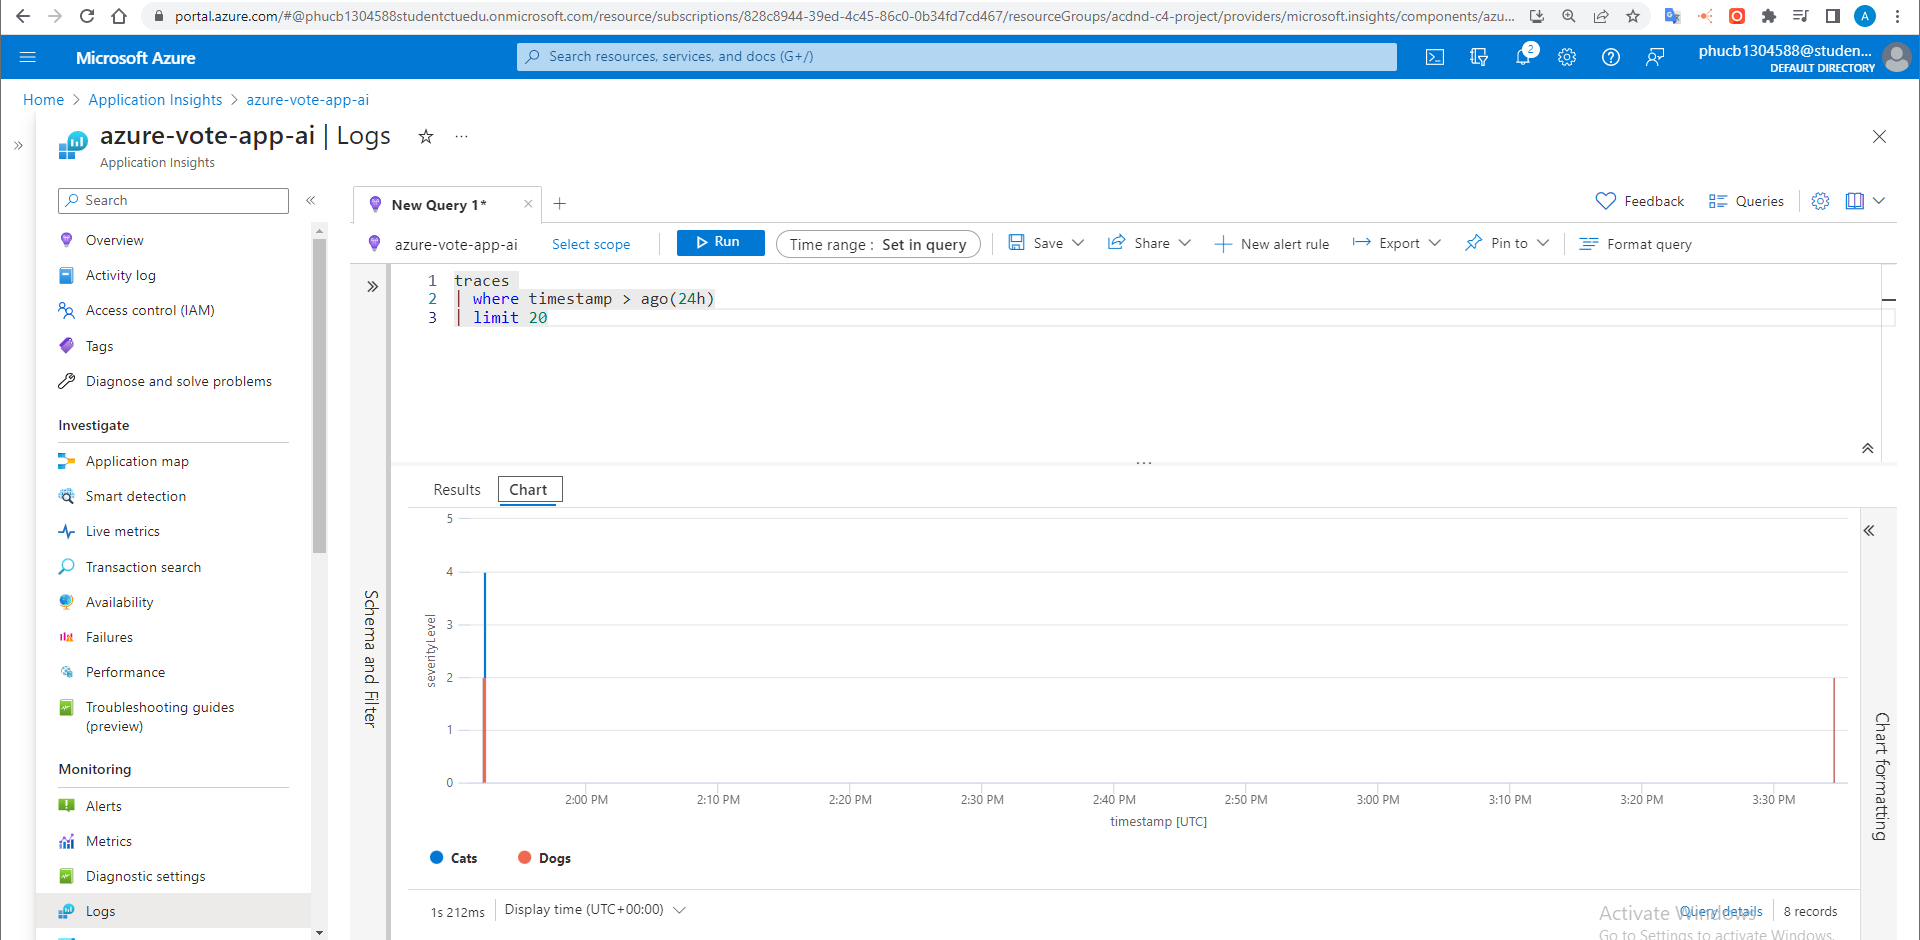 portal.azure.com/#@phucb1304588studentctuedu.onmicrosoft.com/resource/subscriptions/828c8944-39ed-4c45-86c0-0b34fd7cd467/resourceGroups/acdnd-c4-project/providers/microsoft.insights/components/azu...
A
Microsoft Azure
Search resources, services, and docs (G+/)
2
phucb1304588@studen...
DEFAULT DIRECTORY
Home > Application Insights > azure-vote-app-ai
azure-vote-app-ai | Logs
...
Application Insights
Search
Overview
Activity log
Access control (IAM)
Tags
Diagnose and solve problems
Investigate
Application map
Smart detection
Live metrics
Transaction search
Availability
Failures
Performance
Troubleshooting guides
(preview)
Monitoring
Alerts
Metrics
Diagnostic settings
Logs
New Query 1*
Feedback
Queries
azure-vote-app-ai
Select scope
Run
Time range : Set in query
Save
Share
New alert rule
Export
Pin to
Format query
1 traces
2 | where timestamp > ago(24h)
3 | limit 20
Schema and Filter
Results
Chart
5
4
3
2
1
0
severityLevel
2:00 PM 2:10 PM 2:20 PM 2:30 PM 2:40 PM 2:50 PM 3:00 PM 3:10 PM 3:20 PM 3:30 PM
timestamp [UTC]
Cats Dogs
Chart formatting
1s 212ms
Display time (UTC+00:00)
Query details
8 records
Activate Windows
Go to Settings to activate Windows.